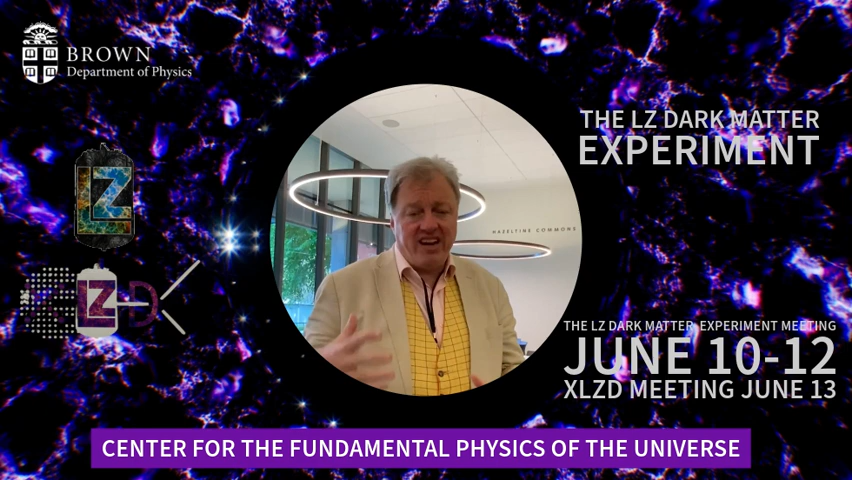 BROWN
Department of Physics
THE LZ DARK MATTER
EXPERIMENT
LZ
HAZELTINE COMMONS
XLZD
THE LZ DARK MATTER EXPERIMENT MEETING
JUNE 10-12
XLZD MEETING JUNE 13
CENTER FOR THE FUNDAMENTAL PHYSICS OF THE UNIVERSE